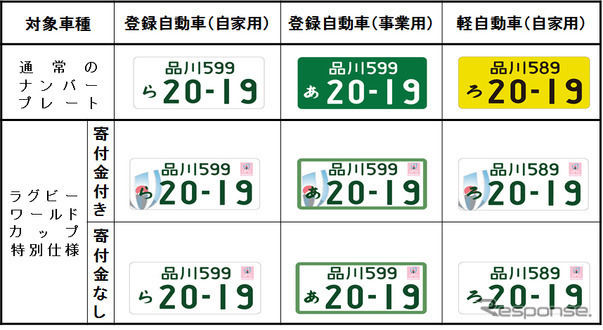 対象車種 登録自動車(自家用) 登録自動車(事業用) 軽自動車(自家用)
通常の
ナンバー
プレート
品川599
ら 20-19
品川599
あ 20-19
品川589
ろ 20-19
ラグビー
ワールド
カップ
特別仕様
寄付金付き
品川599
ら 20-19
品川599
あ 20-19
品川589
ろ 20-19
寄付金なし
品川599
ら 20-19
品川599
あ 20-19
品川589
ろ 20-19
Response.